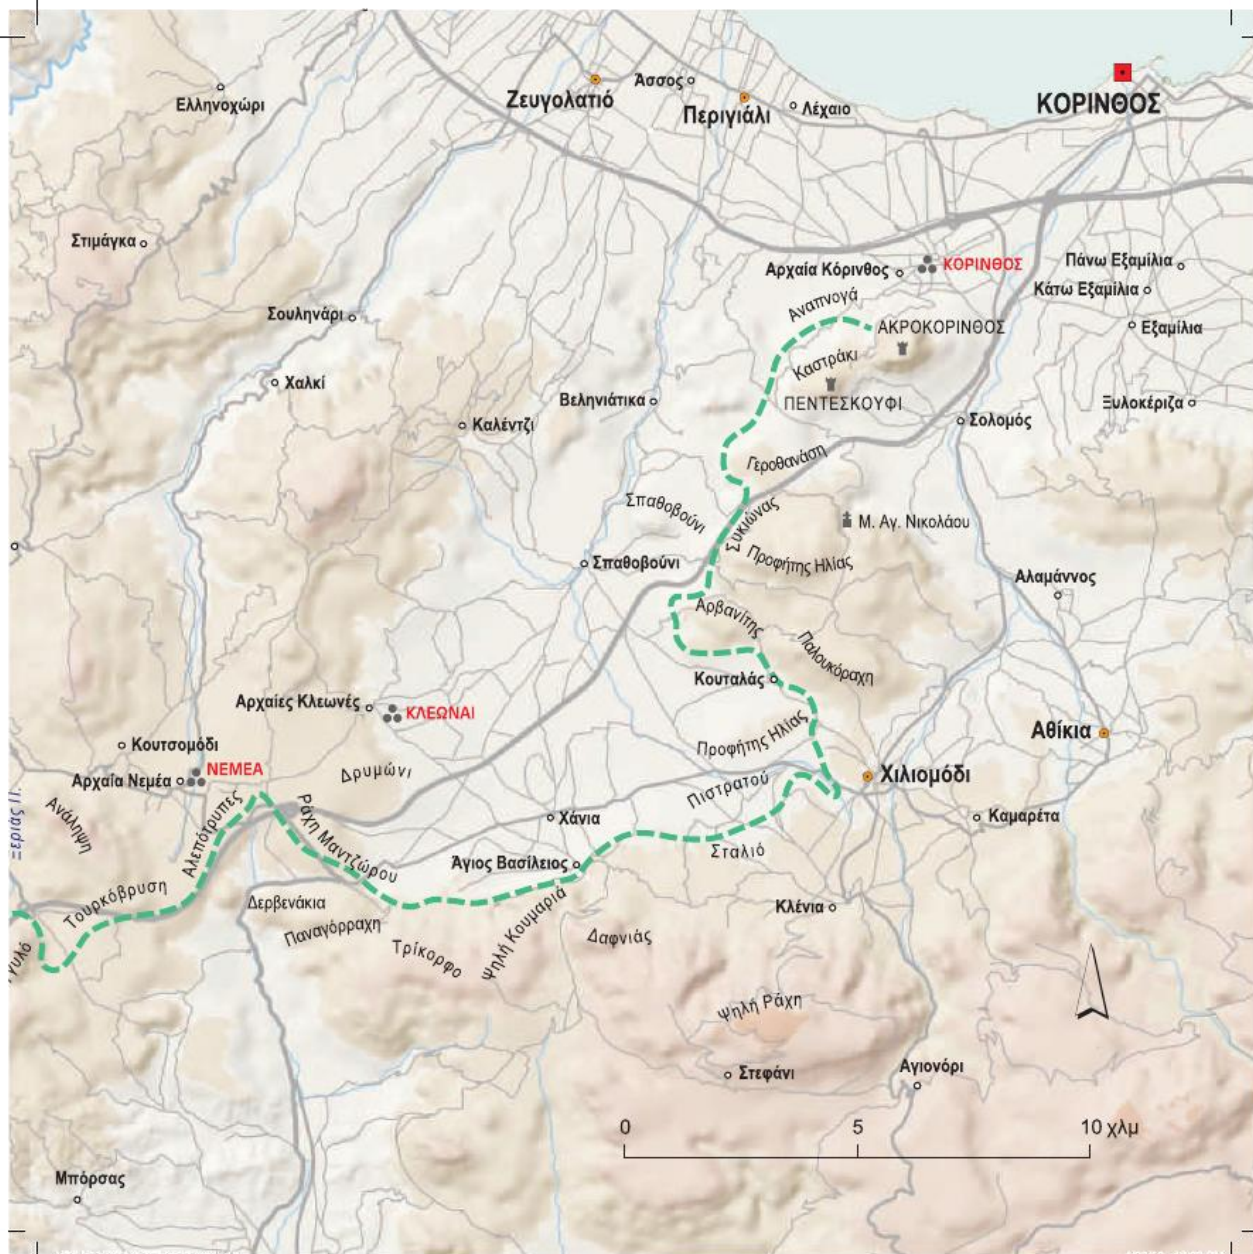 Ελληνοχώρι
Ζευγολατιό
Άσσος
Περιγιάλι
Λέχαιο
ΚΟΡΙΝΘΟΣ
Στιμάγκα
Αρχαία Κόρινθος
ΚΟΡΙΝΘΟΣ
Πάνω Εξαμίλια
Κάτω Εξαμίλια
Εξαμίλια
Σουληνάρι
Αναπνογά
ΑΚΡΟΚΟΡΙΝΘΟΣ
Καστράκι
ΠΕΝΤΕΣΚΟΥΦΙ
Χαλκί
Βεληνιάτικα
Ξυλοκέριζα
Καλέντζι
Σολομός
Γεροθανάση
Σπαθοβούνι
Συκιώνας
Μ. Αγ. Νικολάου
Σπαθοβούνι
Προφήτης Ηλίας
Αλαμάννος
Αρβανίτης
Παλουκόραχη
Κουταλάς
Αρχαίες Κλεωνές
ΚΛΕΩΝΑΙ
Προφήτης Ηλίας
Αθίκια
Κουτσομόδι
Αρχαία Νεμέα
ΝΕΜΕΑ
Δρυμώνι
Πιστρατού
Χιλιομόδι
Ξεριάς Π.
Ανάληψη
Αλεπότρυπες
Ράχη Μαντζώρου
Χάνια
Καμαρέτα
Άγιος Βασίλειος
Σταλιό
Τουρκόβρυση
Δερβενάκια
Παναγόρραχη
Τρίκορφο
Ψηλή Κουμαριά
Δαφνιάς
Κλένια
Ψηλή Ράχη
Στεφάνι
Αγιονόρι
0 5 10 χλμ
Μπόρσας